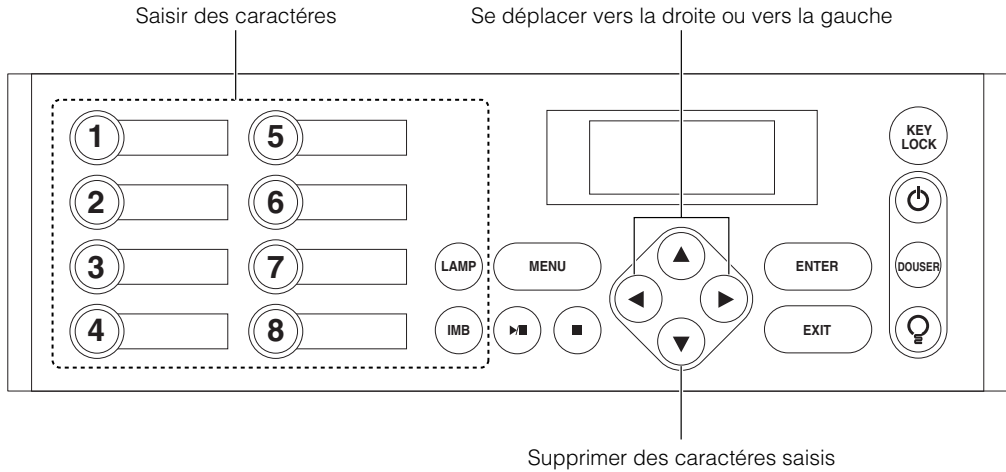 Saisir des caractéres
Se déplacer vers la droite ou vers la gauche
1
5
KEY
LOCK
2
6
3
7
LAMP
MENU
ENTER
DOUSER
4
8
IMB
EXIT
Supprimer des caractéres saisis